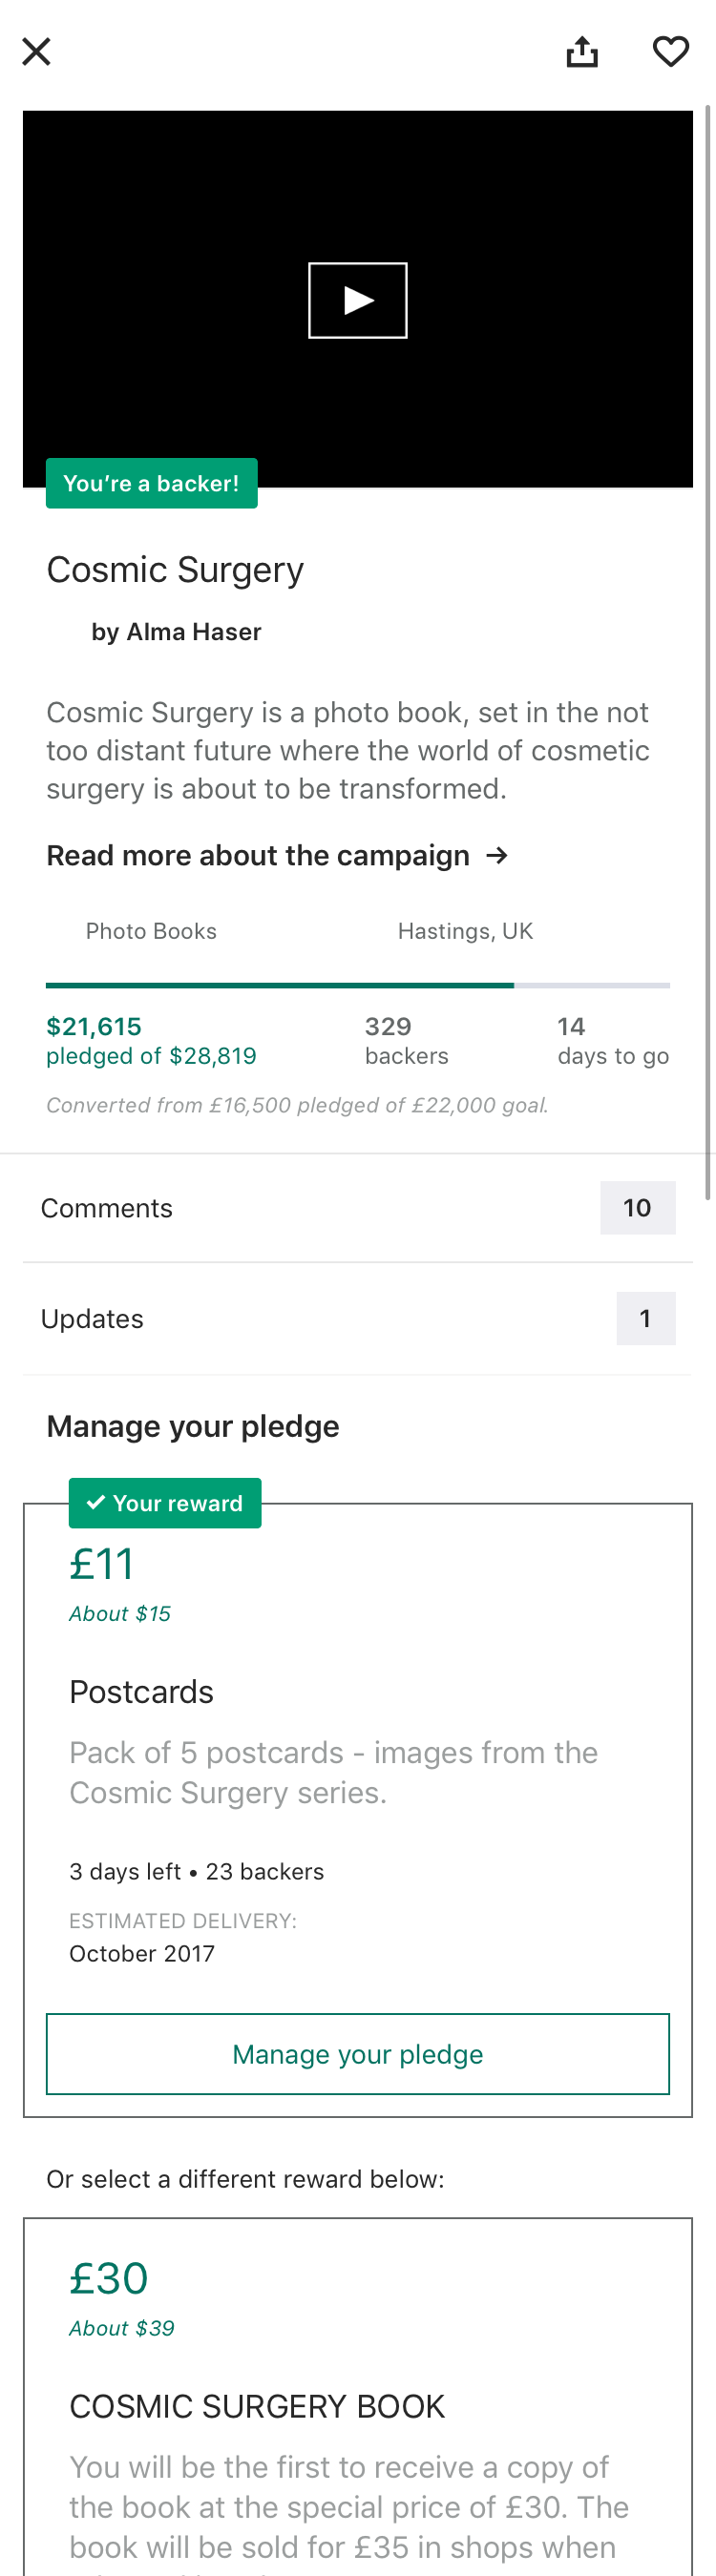 You're a backer!
Cosmic Surgery
by Alma Haser
Cosmic Surgery is a photo book, set in the not
too distant future where the world of cosmetic
surgery is about to be transformed.
Read more about the campaign →
Photo Books Hastings, UK
$21,615 329 14
pledged of $28,819 backers days to go
Converted from £16,500 pledged of £22,000 goal.
Comments 10
Updates 1
Manage your pledge
✓ Your reward
£11
About $15
Postcards
Pack of 5 postcards - images from the
Cosmic Surgery series.
3 days left • 23 backers
ESTIMATED DELIVERY:
October 2017
Manage your pledge
Or select a different reward below:
£30
About $39
COSMIC SURGERY BOOK
You will be the first to receive a copy of
the book at the special price of £30. The
book will be sold for £35 in shops when